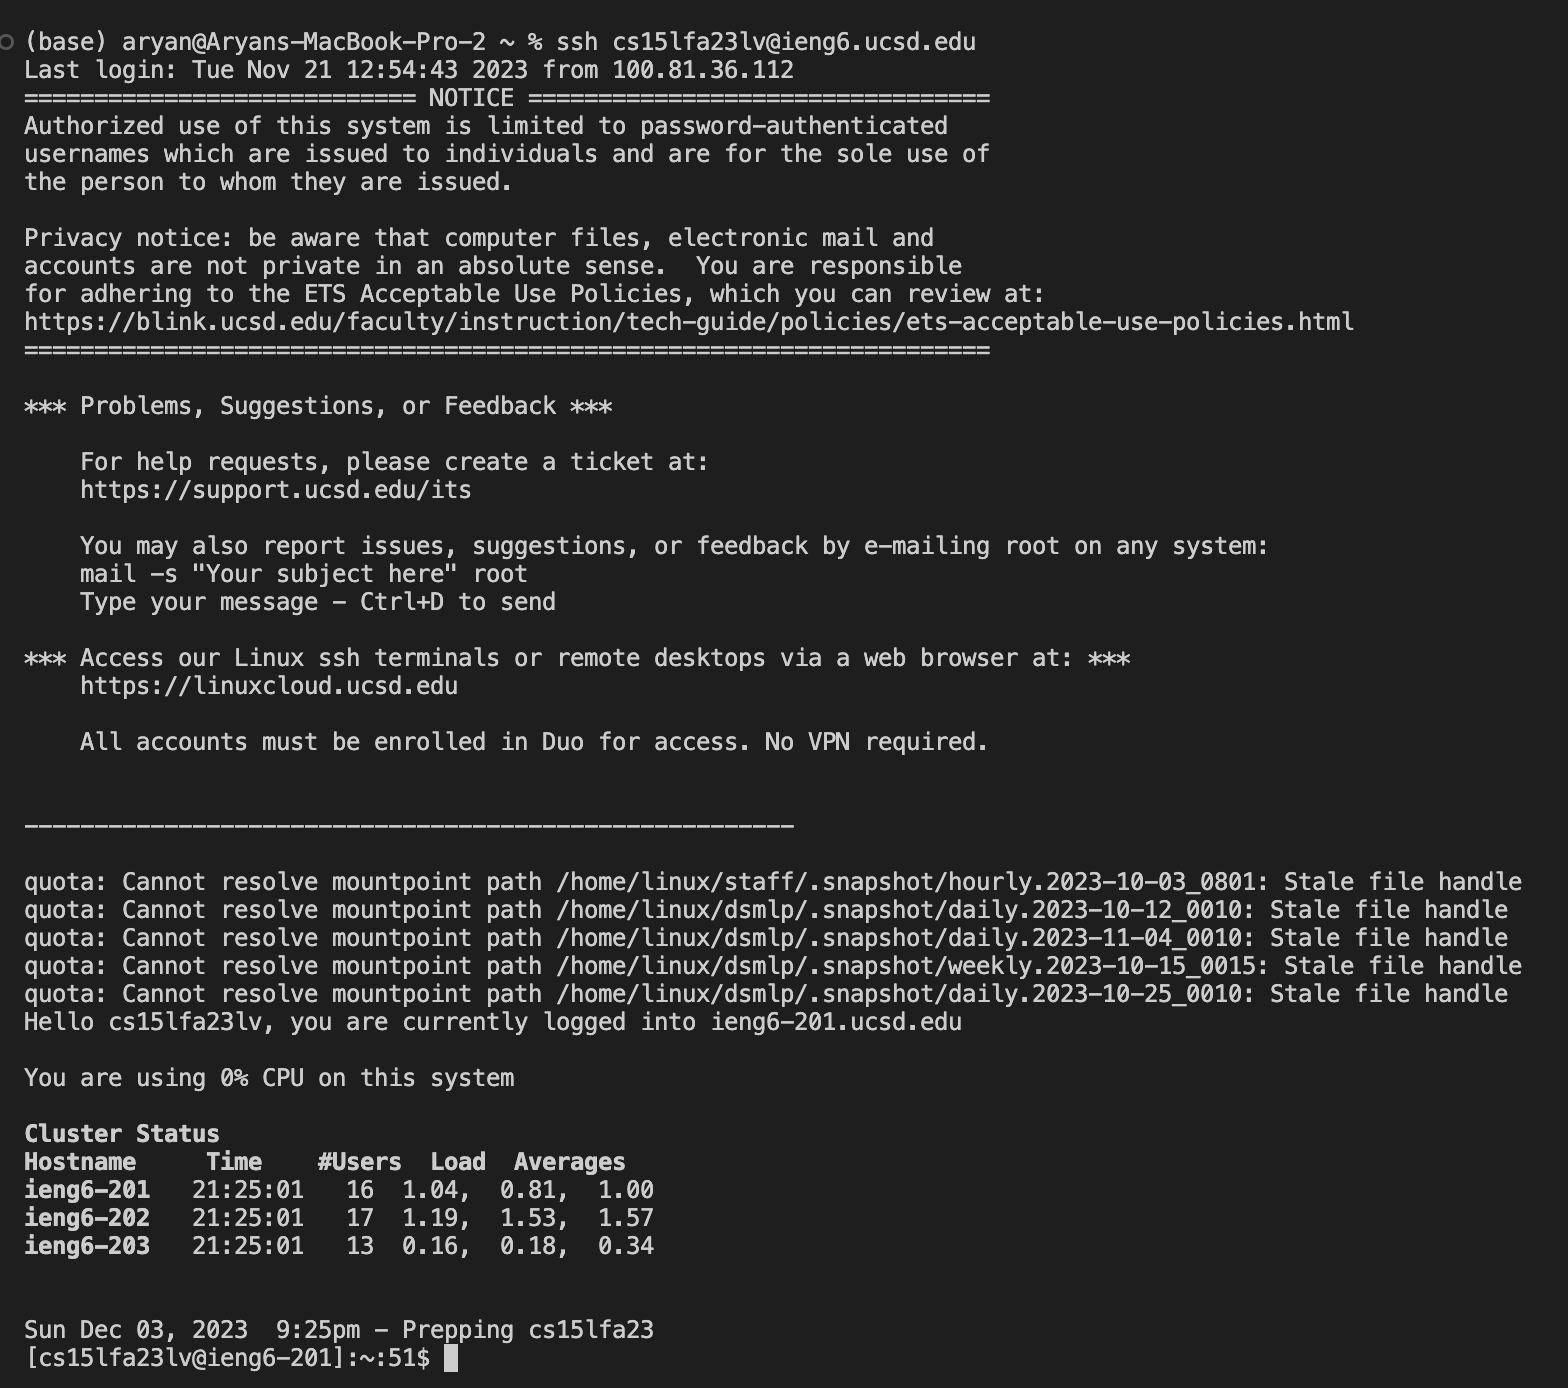 (base) aryan@Aryans-MacBook-Pro-2 ~ % ssh cs15lfa23lv@ieng6.ucsd.edu
Last login: Tue Nov 21 12:54:43 2023 from 100.81.36.112
============================ NOTICE =================================
Authorized use of this system is limited to password-authenticated
usernames which are issued to individuals and are for the sole use of
the person to whom they are issued.

Privacy notice: be aware that computer files, electronic mail and
accounts are not private in an absolute sense.  You are responsible
for adhering to the ETS Acceptable Use Policies, which you can review at:
https://blink.ucsd.edu/faculty/instruction/tech-guide/policies/ets-acceptable-use-policies.html
=====================================================================

*** Problems, Suggestions, or Feedback ***

    For help requests, please create a ticket at:
    https://support.ucsd.edu/its

    You may also report issues, suggestions, or feedback by e-mailing root on any system:
    mail -s "Your subject here" root
    Type your message - Ctrl+D to send

*** Access our Linux ssh terminals or remote desktops via a web browser at: ***
    https://linuxcloud.ucsd.edu

    All accounts must be enrolled in Duo for access. No VPN required.

-------------------------------------------------------

quota: Cannot resolve mountpoint path /home/linux/staff/.snapshot/hourly.2023-10-03_0801: Stale file handle
quota: Cannot resolve mountpoint path /home/linux/dsmlp/.snapshot/daily.2023-10-12_0010: Stale file handle
quota: Cannot resolve mountpoint path /home/linux/dsmlp/.snapshot/daily.2023-11-04_0010: Stale file handle
quota: Cannot resolve mountpoint path /home/linux/dsmlp/.snapshot/weekly.2023-10-15_0015: Stale file handle
quota: Cannot resolve mountpoint path /home/linux/dsmlp/.snapshot/daily.2023-10-25_0010: Stale file handle
Hello cs15lfa23lv, you are currently logged into ieng6-201.ucsd.edu

You are using 0% CPU on this system

Cluster Status
Hostname     Time    #Users  Load  Averages
ieng6-201   21:25:01   16  1.04,  0.81,  1.00
ieng6-202   21:25:01   17  1.19,  1.53,  1.57
ieng6-203   21:25:01   13  0.16,  0.18,  0.34

Sun Dec 03, 2023  9:25pm - Prepping cs15lfa23
[cs15lfa23lv@ieng6-201]:~:51$